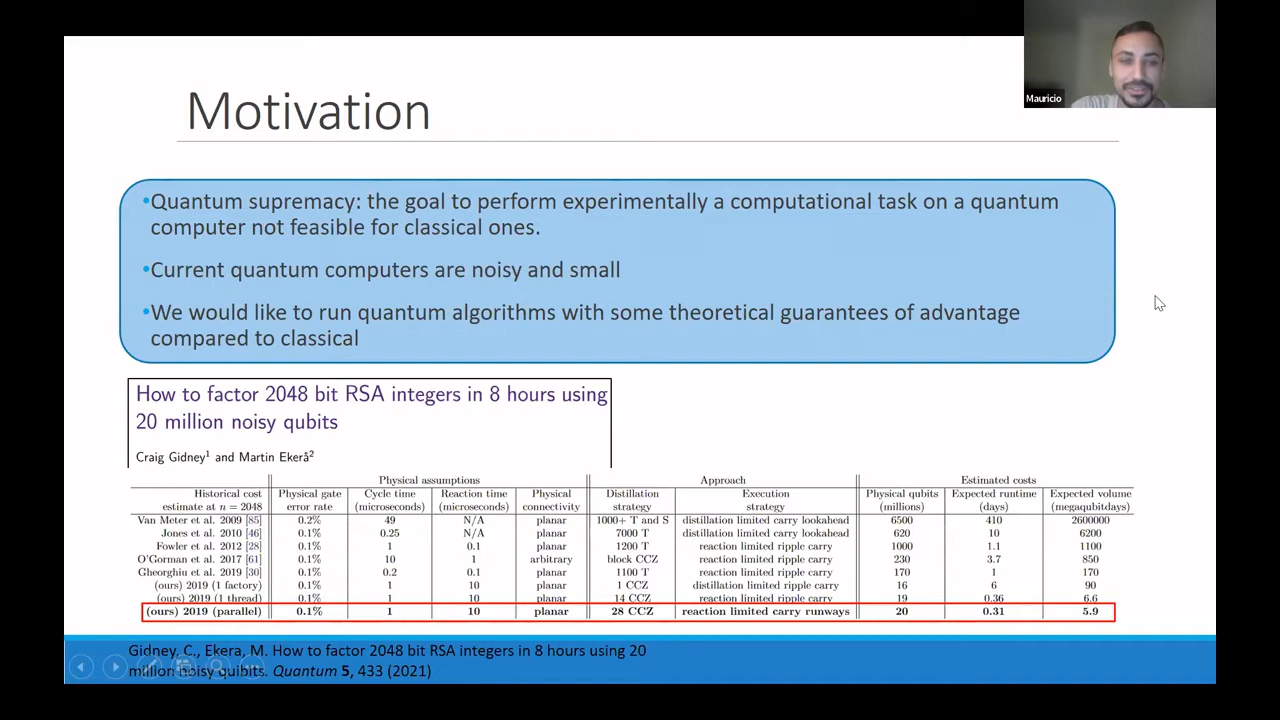 Motivation
Mauricio
•Quantum supremacy: the goal to perform experimentally a computational task on a quantum
computer not feasible for classical ones.
•Current quantum computers are noisy and small
•We would like to run quantum algorithms with some theoretical guarantees of advantage
compared to classical
How to factor 2048 bit RSA integers in 8 hours using
20 million noisy qubits
Craig Gidney1 and Martin Ekerå2
Physical assumptions Approach Estimated costs
Historical cost Physical gate Cycle time Reaction time Physical Distillation Execution Physical qubits Expected runtime Expected volume
estimate at n = 2048 error rate (microseconds) (microseconds) connectivity strategy strategy (millions) (days) (megaqubitdays)
Van Meter et al. 2009 [85] 0.2% 49 N/A planar 1000+ T and S distillation limited carry lookahead 6500 410 2600000
Jones et al. 2010 [46] 0.1% 0.25 N/A planar 7000 T distillation limited carry lookahead 620 10 6200
Fowler et al. 2012 [28] 0.1% 1 0.1 planar 1200 T reaction limited ripple carry 1000 1.1 1100
O'Gorman et al. 2017 [61] 0.1% 10 1 arbitrary block CCZ reaction limited ripple carry 230 3.7 850
Gheorghiu et al. 2019 [30] 0.1% 0.2 0.1 planar 1100 T reaction limited ripple carry 170 1 170
(ours) 2019 (1 factory) 0.1% 1 10 planar 1 CCZ distillation limited ripple carry 16 6 90
(ours) 2019 (1 thread) 0.1% 1 10 planar 14 CCZ reaction limited ripple carry 19 0.36 6.6
(ours) 2019 (parallel) 0.1% 1 10 planar 28 CCZ reaction limited carry runways 20 0.31 5.9
Gidney, C., Ekera, M. How to factor 2048 bit RSA integers in 8 hours using 20
million noisy quibits. Quantum 5, 433 (2021)